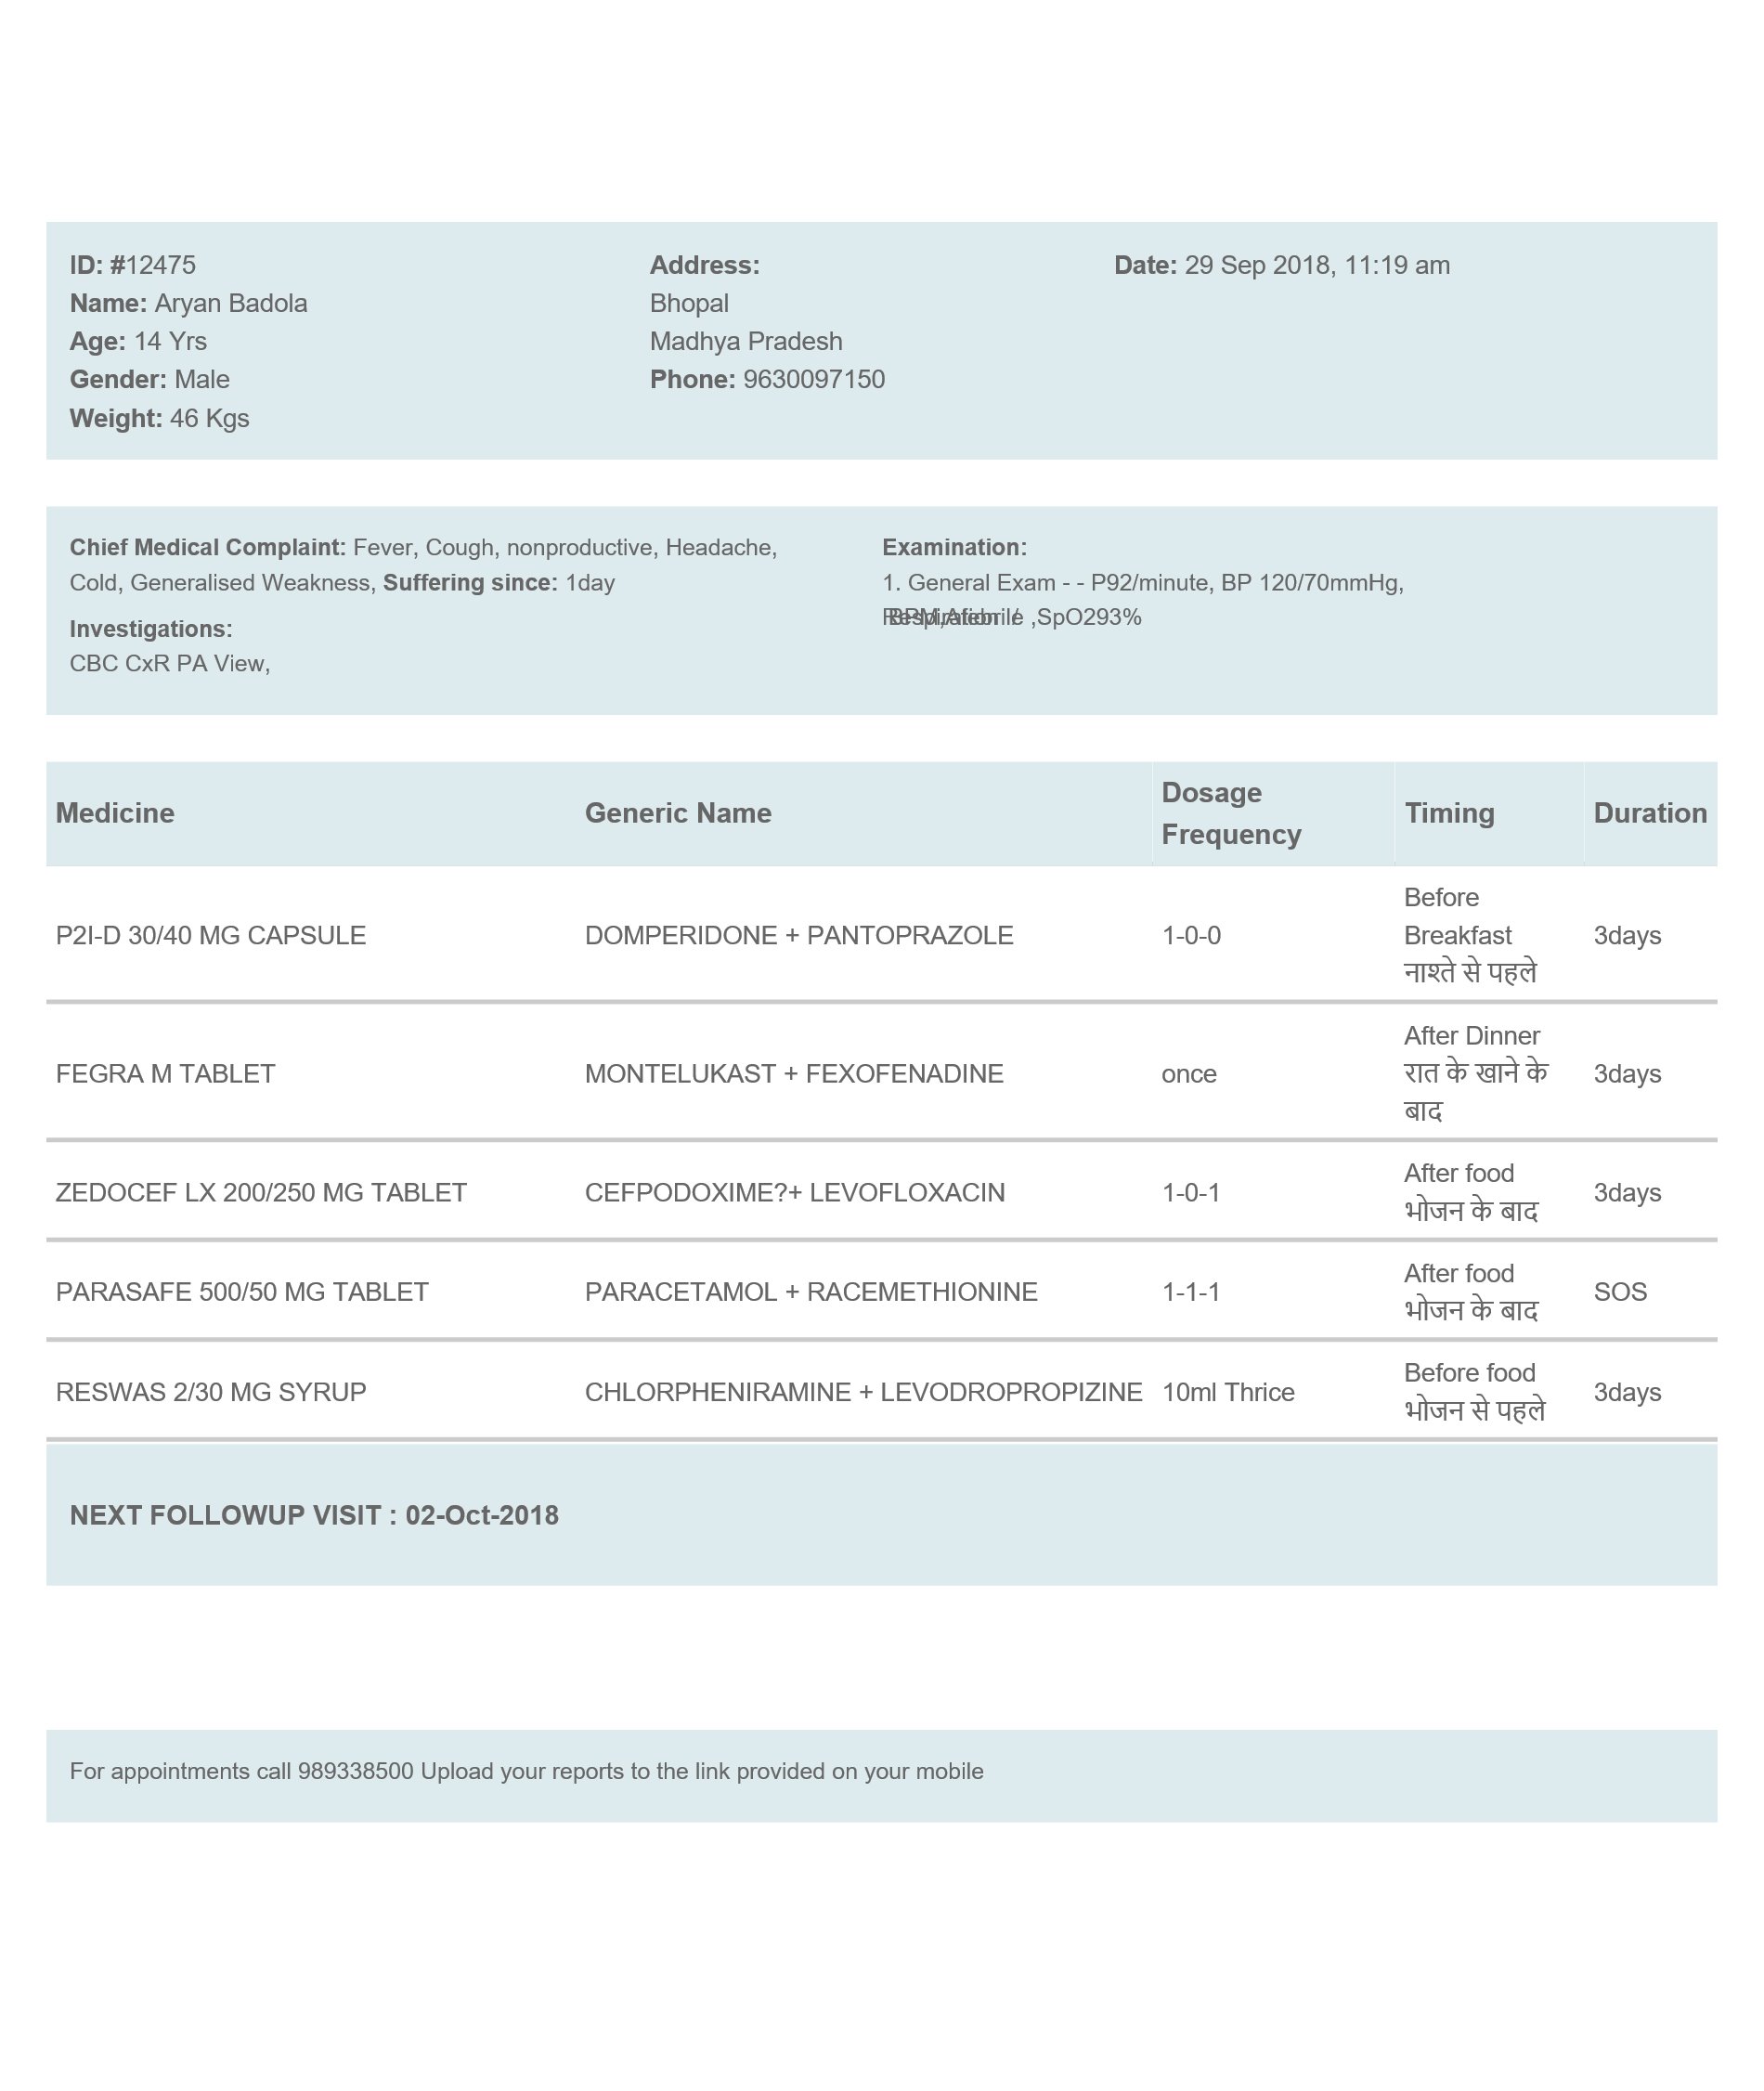 ID: #12475
Name: Aryan Badola
Age: 14 Yrs
Gender: Male
Weight: 46 Kgs
Address:
Bhopal
Madhya Pradesh
Phone: 9630097150
Date: 29 Sep 2018, 11:19 am
Chief Medical Complaint: Fever, Cough, nonproductive, Headache,
Cold, Generalised Weakness, Suffering since: 1day
Investigations:
CBC CxR PA View,
Examination:
1. General Exam - - P92/minute, BP 120/70mmHg,
,SpO293%
Medicine Generic Name Dosage Frequency Timing Duration
P2I-D 30/40 MG CAPSULE DOMPERIDONE + PANTOPRAZOLE 1-0-0 Before Breakfast नाश्ते से पहले 3days
FEGRA M TABLET MONTELUKAST + FEXOFENADINE once After Dinner रात के खाने के बाद 3days
ZEDOCEF LX 200/250 MG TABLET CEFPODOXIME?+ LEVOFLOXACIN 1-0-1 After food भोजन के बाद 3days
PARASAFE 500/50 MG TABLET PARACETAMOL + RACEMETHIONINE 1-1-1 After food भोजन के बाद SOS
RESWAS 2/30 MG SYRUP CHLORPHENIRAMINE + LEVODROPROPIZINE 10ml Thrice Before food भोजन से पहले 3days
NEXT FOLLOWUP VISIT : 02-Oct-2018
For appointments call 989338500 Upload your reports to the link provided on your mobile